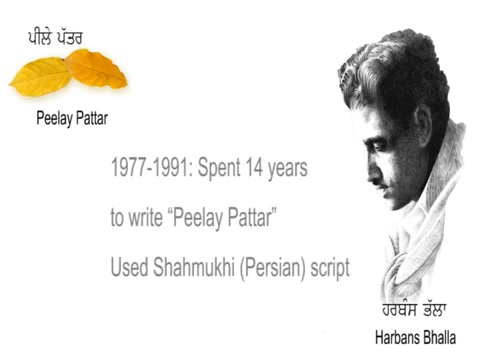 ਪੀਲੇ ਪੱਤਰ
Peelay Pattar
1977-1991: Spent 14 years
to write “Peelay Pattar”
Used Shahmukhi (Persian) script
ਹਰਬੰਸ ਭੱਲਾ
Harbans Bhalla